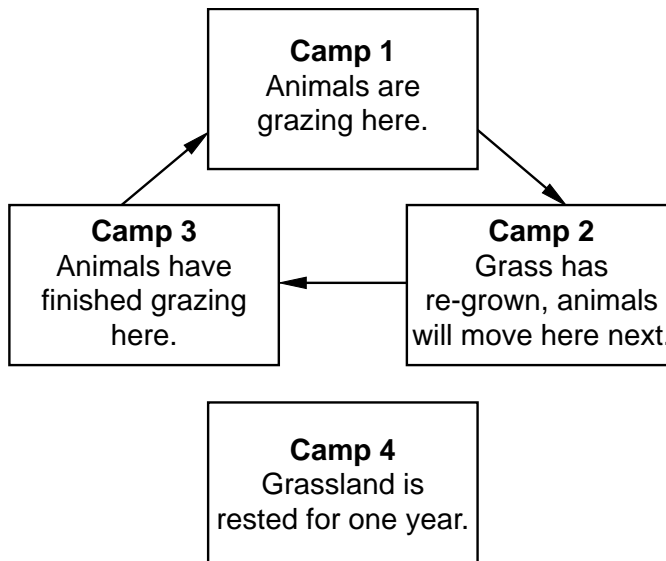 Camp 1
Animals are
grazing here.
Camp 3
Animals have
finished grazing
here.
Camp 2
Grass has
re-grown, animals
will move here next.
Camp 4
Grassland is
rested for one year.